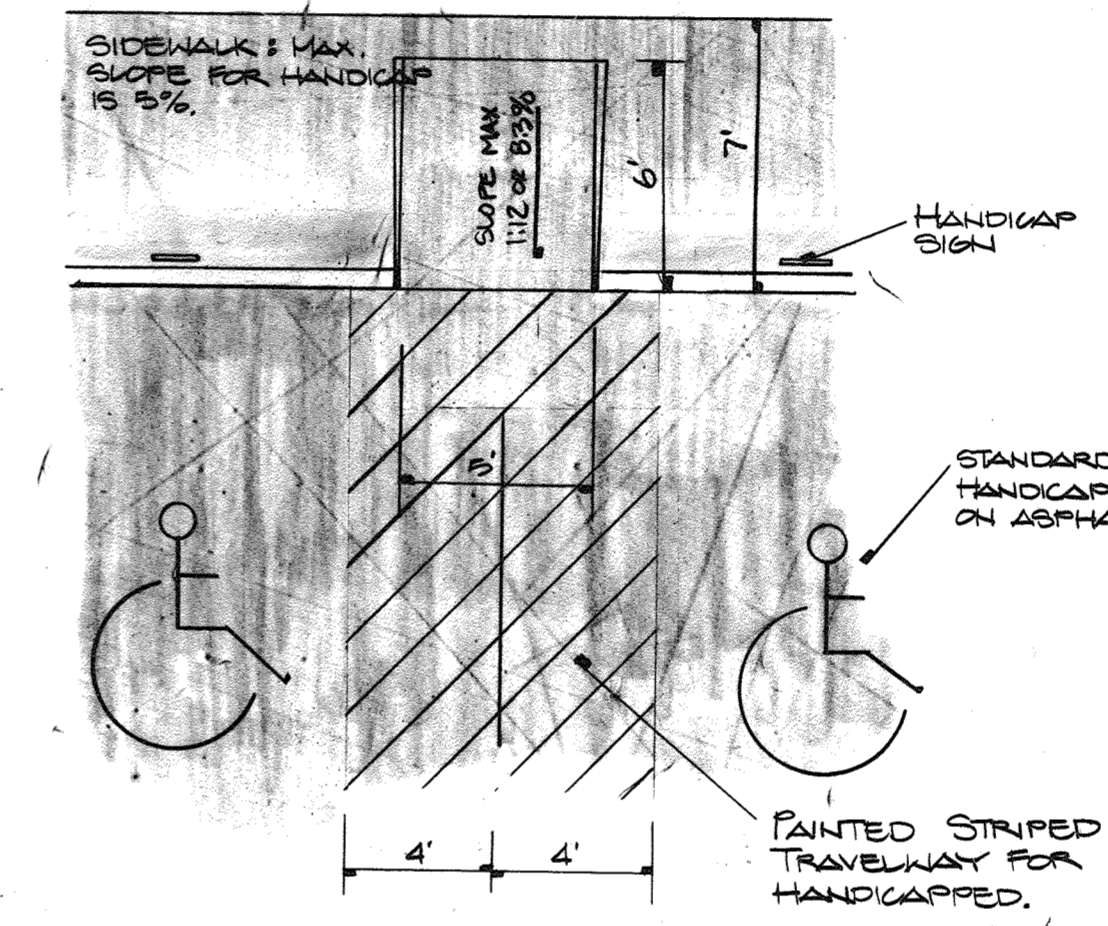 SIDEWALK: MAX.
SLOPE FOR HANDICAP
IS 5%.
SLOPE MAX
1:12 OR 8.3%
6'
7'
HANDICAP
SIGN
5'
STANDARD
HANDICAP
ON ASPHA
4'
4'
PAINTED STRIPED
TRAVELWAY FOR
HANDICAPPED.